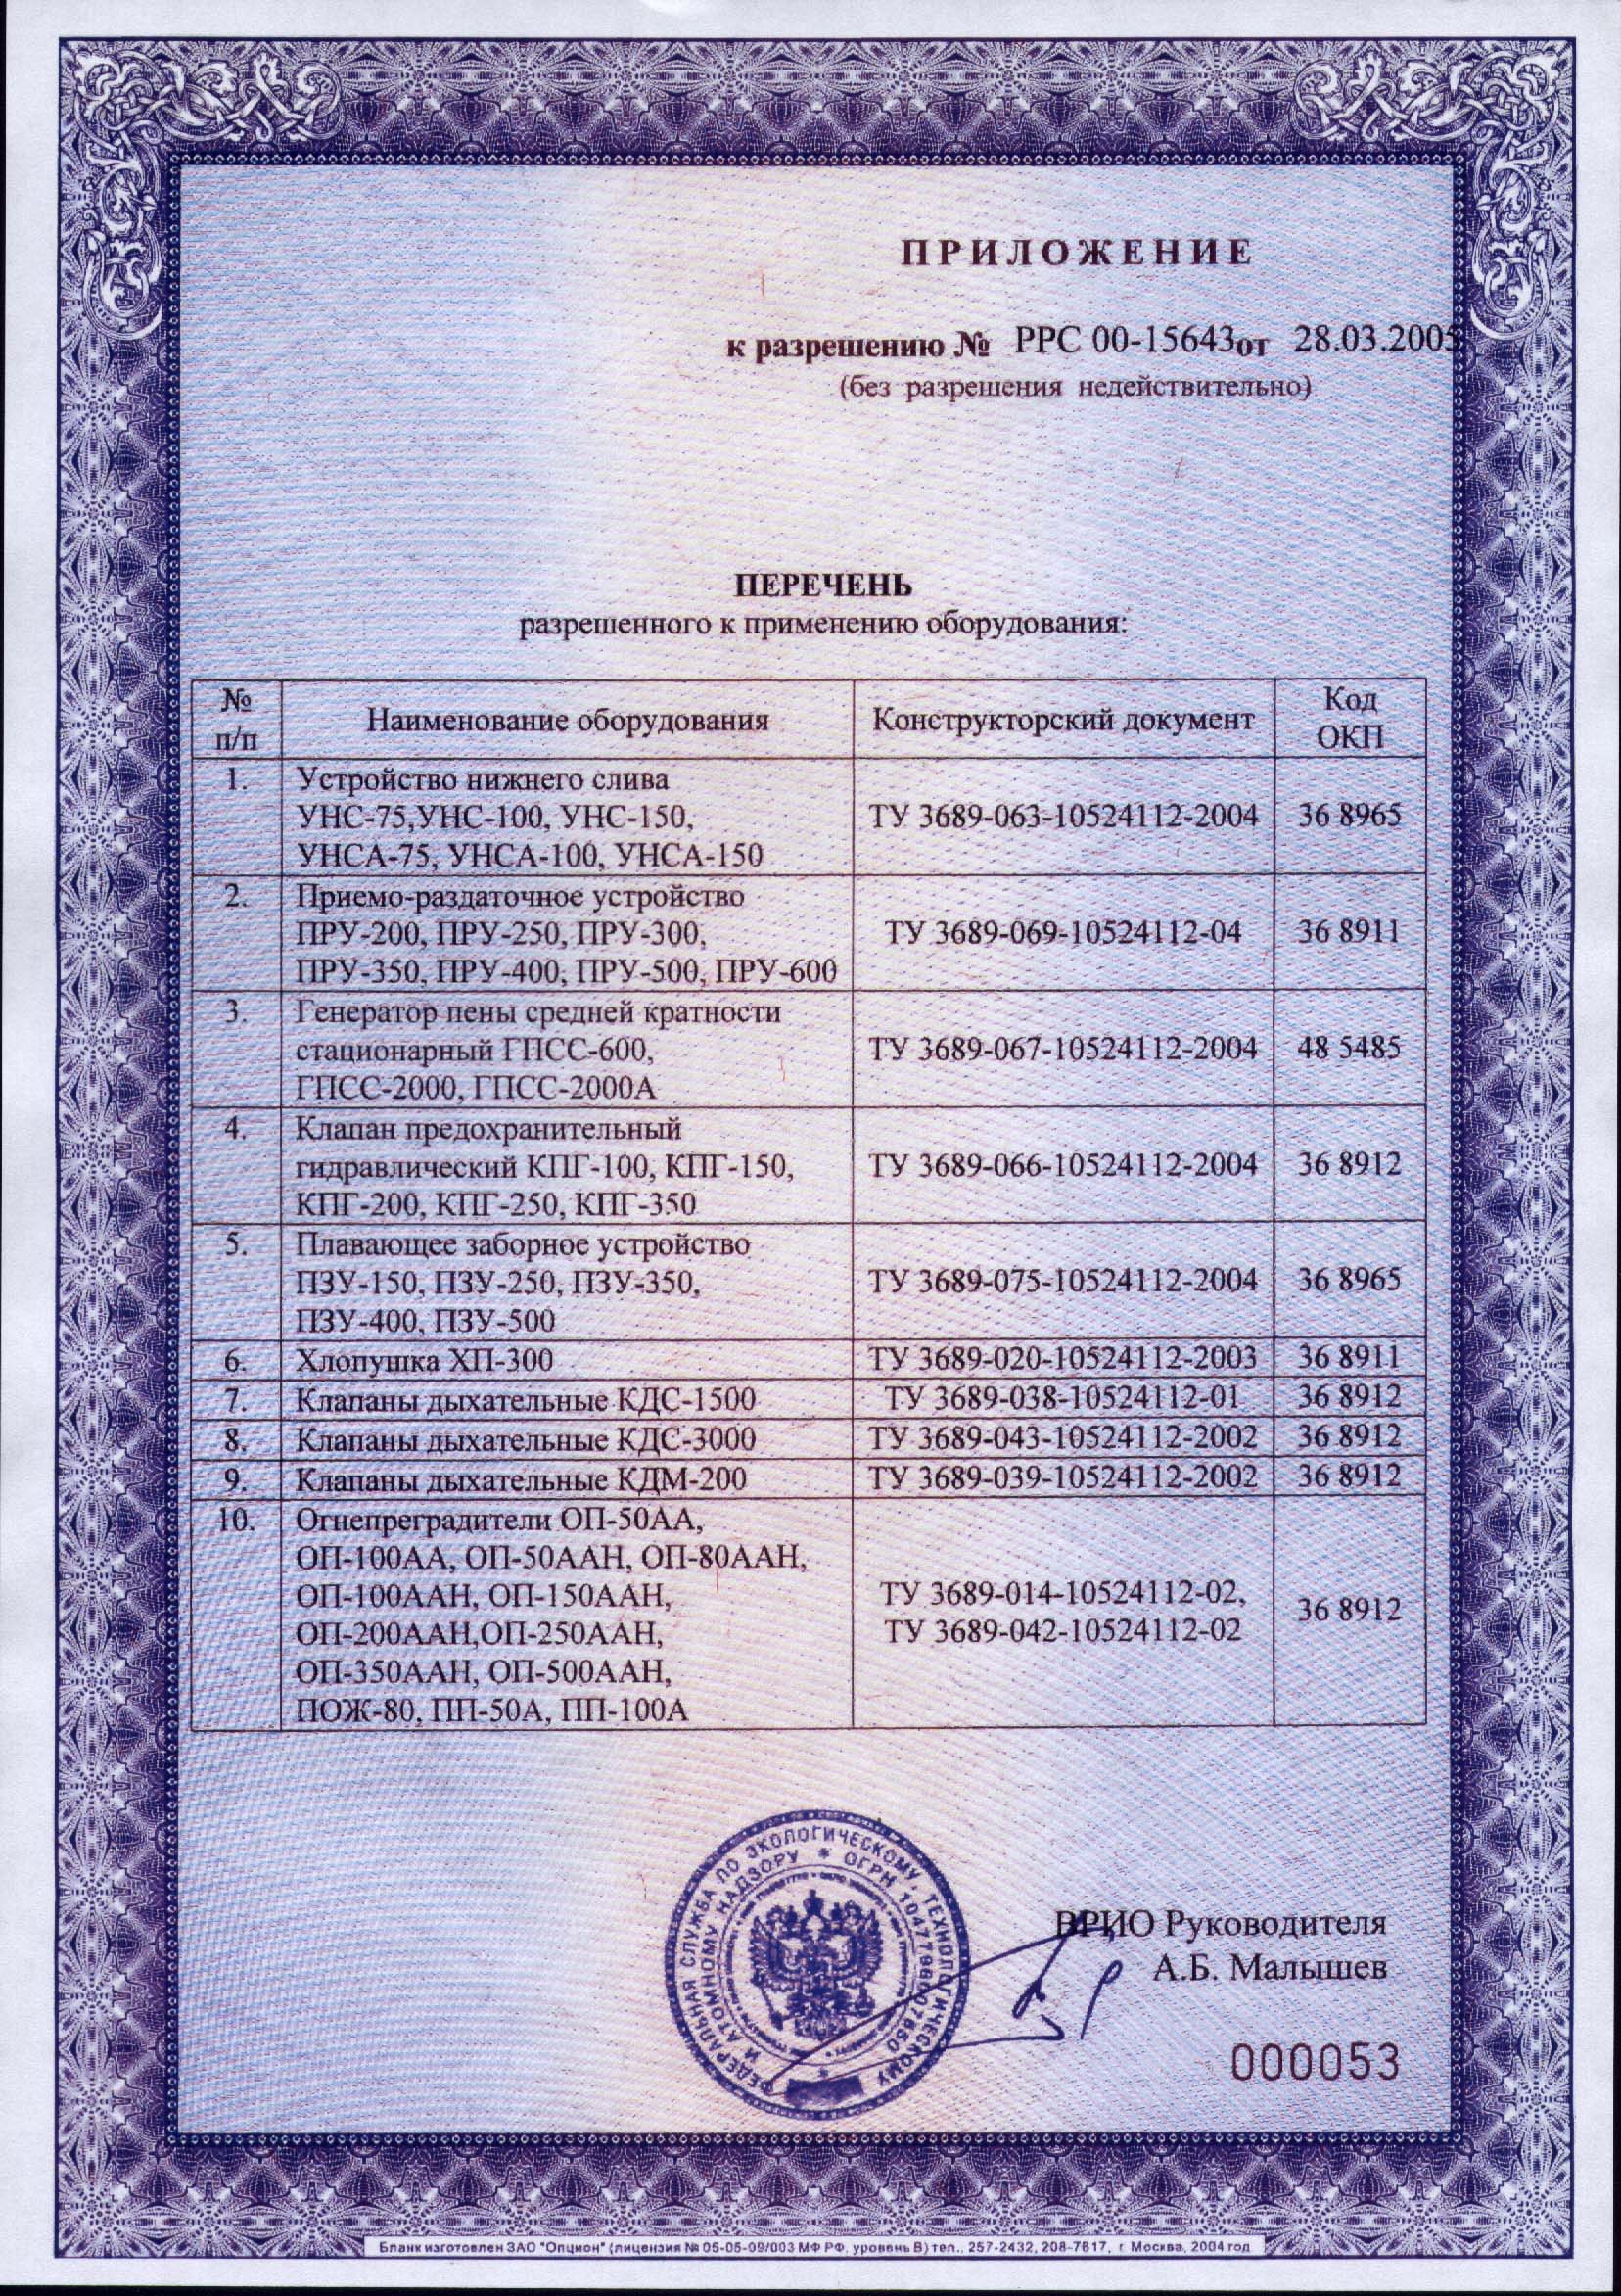 ПРИЛОЖЕНИЕ
к разрешению № РРС 00-15643 от 28.03.2005
(без разрешения недействительно)
ПЕРЕЧЕНЬ
разрешенного к применению оборудования:
№ п/п Наименование оборудования Конструкторский документ Код ОКП
1. Устройство нижнего слива
УНС-75,УНС-100, УНС-150, ТУ 3689-063-10524112-2004 36 8965
УНСА-75, УНСА-100, УНСА-150
2. Приемо-раздаточное устройство
ПРУ-200, ПРУ-250, ПРУ-300, ТУ 3689-069-10524112-04 36 8911
ПРУ-350, ПРУ-400, ПРУ-500, ПРУ-600
3. Генератор пены средней кратности
стационарный ГПСС-600, ТУ 3689-067-10524112-2004 48 5485
ГПСС-2000, ГПСС-2000А
4. Клапан предохранительный
гидравлический КПГ-100, КПГ-150, ТУ 3689-066-10524112-2004 36 8912
КПГ-200, КПГ-250, КПГ-350
5. Плавающее заборное устройство
ПЗУ-150, ПЗУ-250, ПЗУ-350, ТУ 3689-075-10524112-2004 36 8965
ПЗУ-400, ПЗУ-500
6. Хлопушка ХП-300 ТУ 3689-020-10524112-2003 36 8911
7. Клапаны дыхательные КДС-1500 ТУ 3689-038-10524112-01 36 8912
8. Клапаны дыхательные КДС-3000 ТУ 3689-043-10524112-2002 36 8912
9. Клапаны дыхательные КДМ-200 ТУ 3689-039-10524112-2002 36 8912
10. Огнепреградители ОП-50АА,
ОП-100АА, ОП-50ААН, ОП-80ААН,
ОП-100ААН, ОП-150ААН, ТУ 3689-014-10524112-02, 36 8912
ОП-200ААН,ОП-250ААН, ТУ 3689-042-10524112-02
ОП-350ААН, ОП-500ААН,
ПОЖ-80, ПП-50А, ПП-100А
ФЕДЕРАЛЬНАЯ СЛУЖБА ПО ЭКОЛОГИЧЕСКОМУ, ТЕХНОЛОГИЧЕСКОМУ
И АТОМНОМУ НАДЗОРУ * ОГРН 1047796607650 *
ВРИО Руководителя
А.Б. Малышев
000053
Бланк изготовлен ЗАО "Опцион" (лицензия № 05-05-09/003 МФ РФ, уровень В) тел., 257-2432, 208-7617, г. Москва, 2004 год